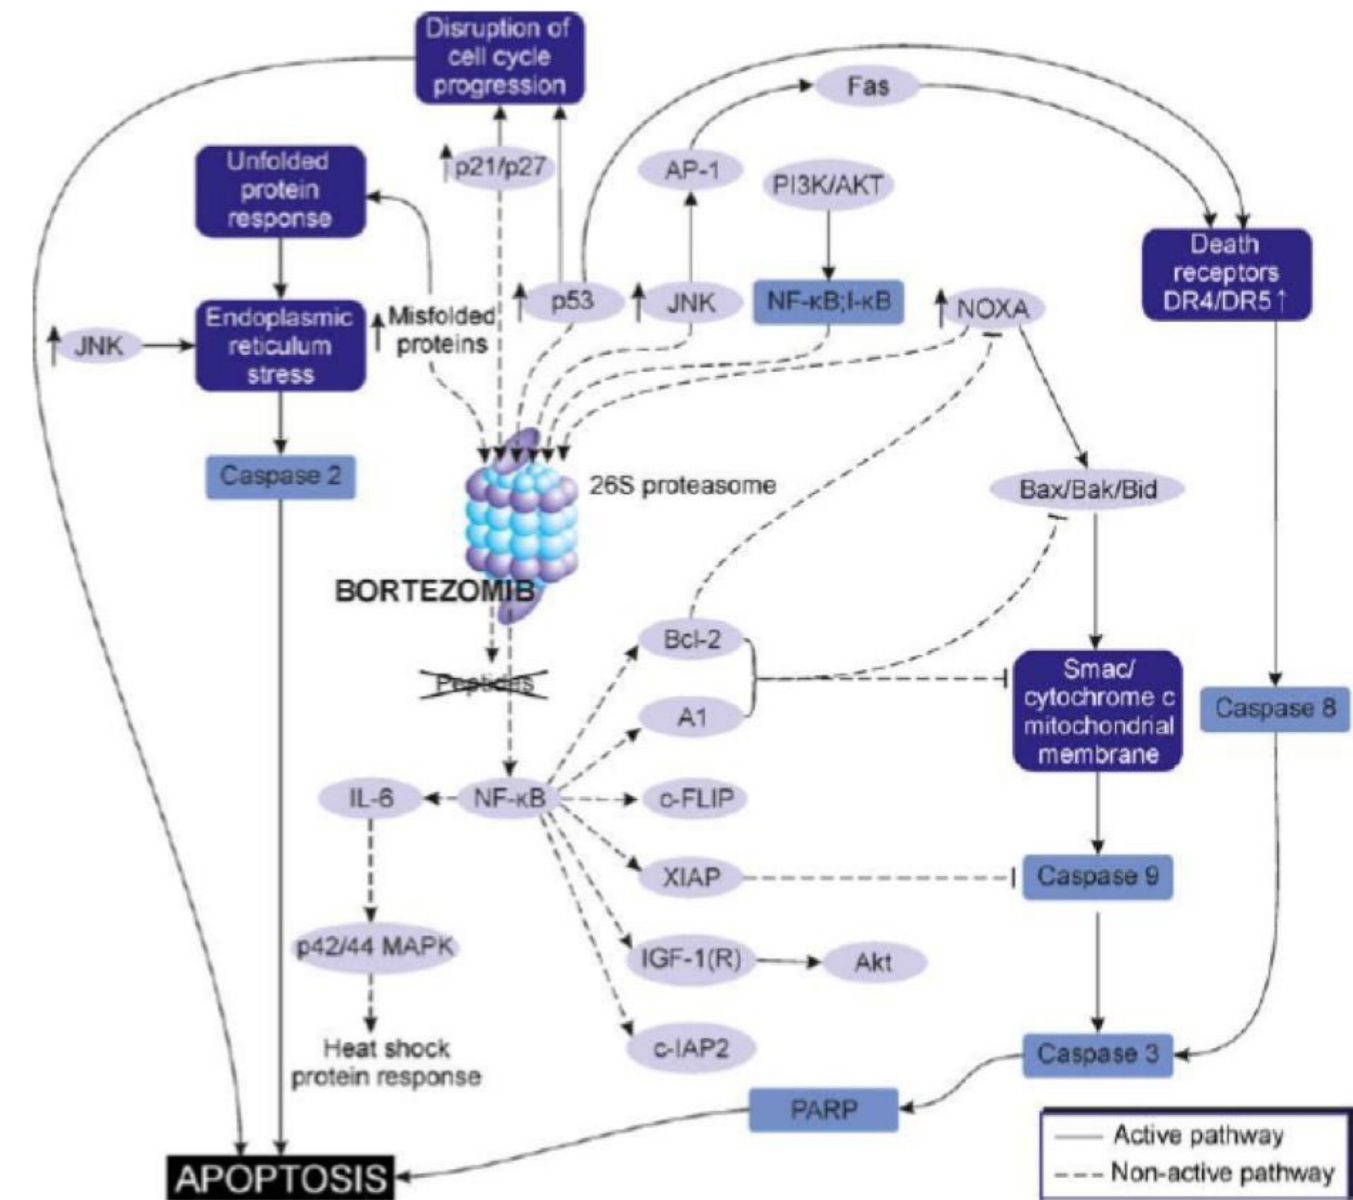 Disruption of
cell cycle
progression
Fas
Unfolded
protein
response
p21/p27
AP-1
PI3K/AKT
Death
receptors
DR4/DR5↑
p53
JNK
NF-κB;I-κB
NOXA
JNK
Endoplasmic
reticulum
stress
Misfolded
proteins
Caspase 2
26S proteasome
Bax/Bak/Bid
BORTEZOMIB
Peptides
Bcl-2
A1
Smac/
cytochrome c
mitochondrial
membrane
Caspase 8
IL-6
NF-κB
c-FLIP
XIAP
Caspase 9
p42/44 MAPK
IGF-1(R)
Akt
Heat shock
protein response
c-IAP2
Caspase 3
PARP
APOPTOSIS
Active pathway
Non-active pathway